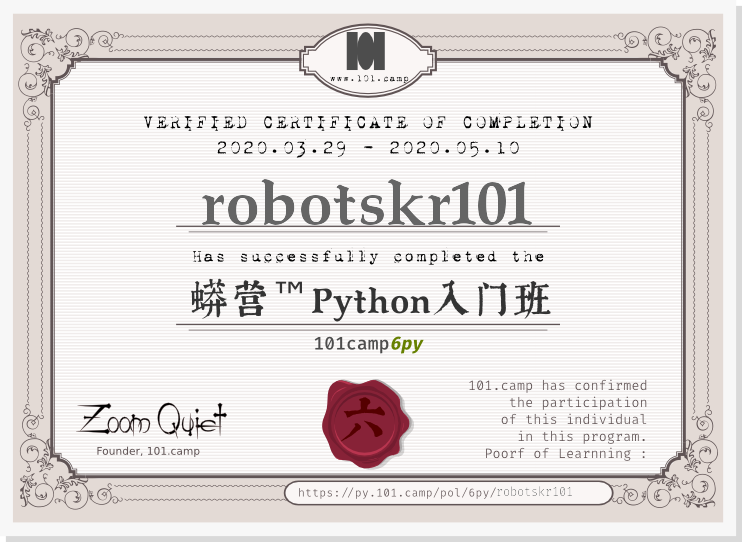 www.101.camp
VERIFIED CERTIFICATE OF COMPLETION
2020.03.29 - 2020.05.10
robotskr101
Has successfully completed the
蟒营™Python入门班
101camp6py
Zoom Quiet
Founder, 101.camp
六
101.camp has confirmed
the participation
of this individual
in this program.
Poorf of Learnning :
https://py.101.camp/pol/6py/robotskr101